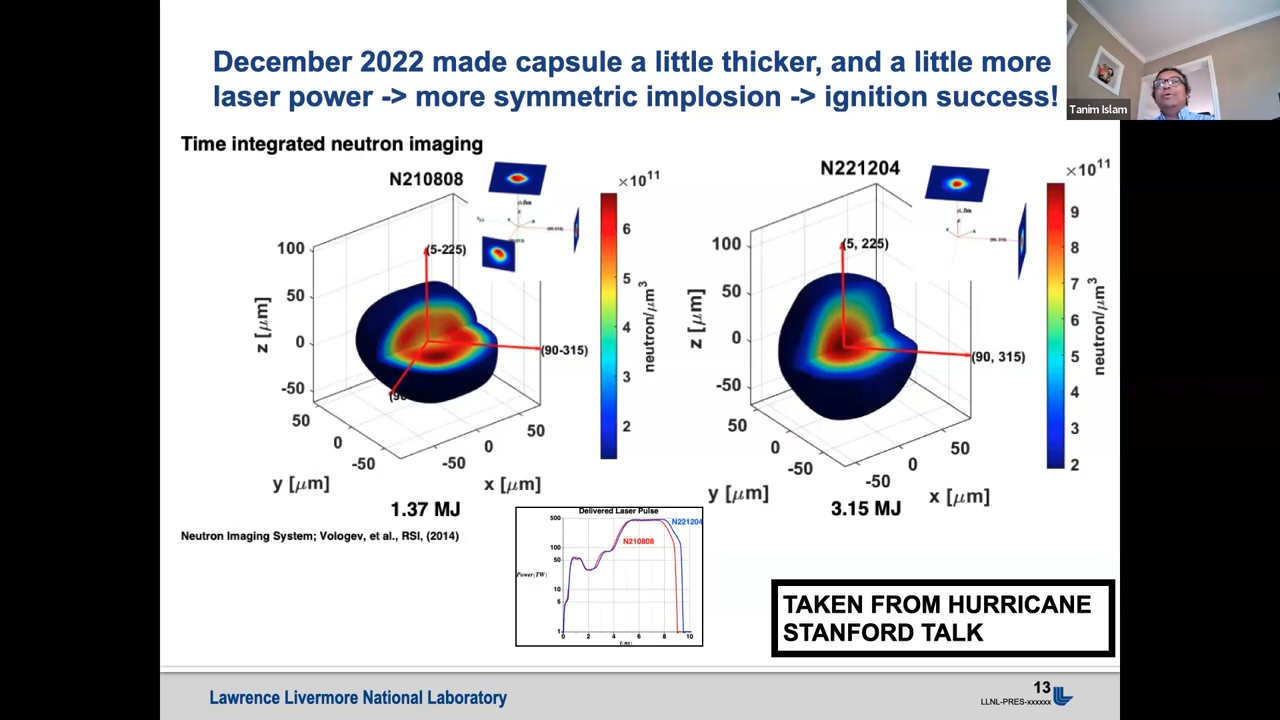 December 2022 made capsule a little thicker, and a little more
laser power -> more symmetric implosion -> ignition success!
Tanim Islam
Time integrated neutron imaging
N210808
×10¹¹
6
5
4
3
2
neutron/μm³
(5-225)
(90-315)
(90
100
50
0
-50
z [μm]
50
0
-50
y [μm]
-50
0
50
x [μm]
1.37 MJ
N221204
×10¹¹
9
8
7
6
5
4
3
2
neutron/μm³
(5, 225)
(90, 315)
100
50
0
-50
z [μm]
50
0
-50
y [μm]
-50
0
50
x [μm]
3.15 MJ
Neutron Imaging System; Vologev, et al., RSI, (2014)
Delivered Laser Pulse
500
100
50
10
5
1
Power(TW)
N221204
N210808
0 2 4 6 8 10
TAKEN FROM HURRICANE
STANFORD TALK
Lawrence Livermore National Laboratory
13
LLNL-PRES-xxxxxx